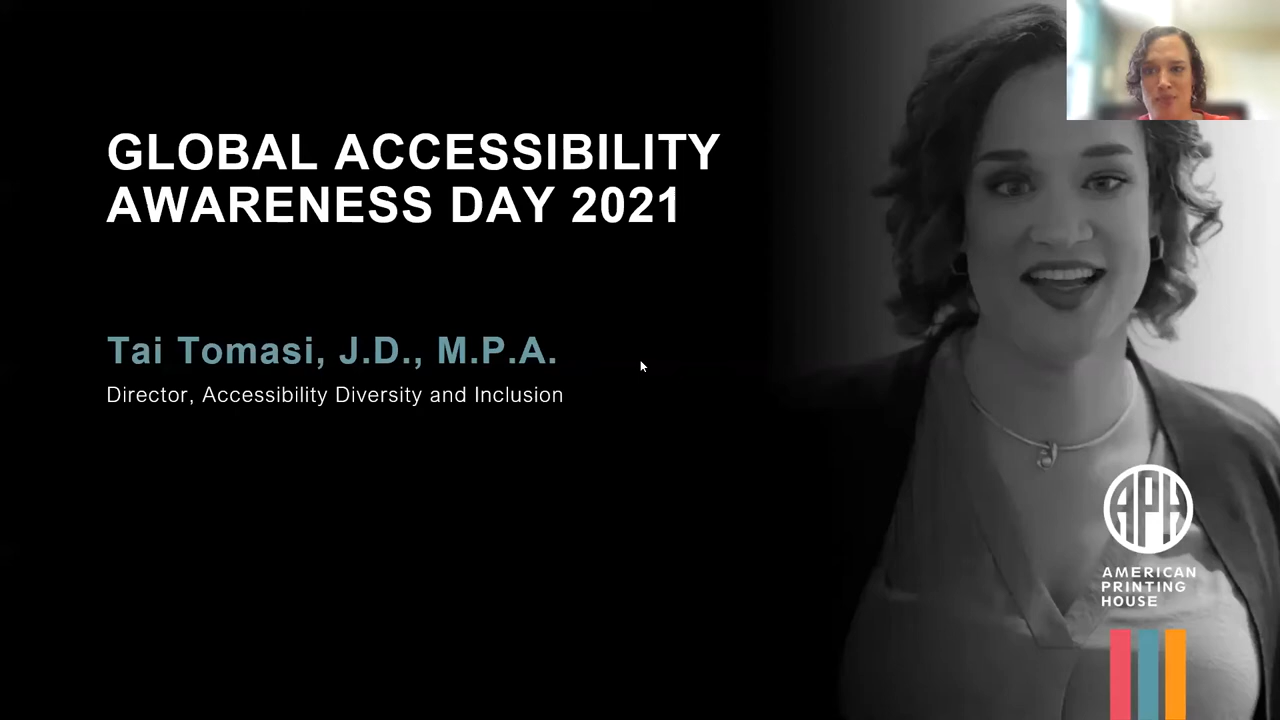 GLOBAL ACCESSIBILITY
AWARENESS DAY 2021
Tai Tomasi, J.D., M.P.A.
Director, Accessibility Diversity and Inclusion
APH
AMERICAN
PRINTING
HOUSE